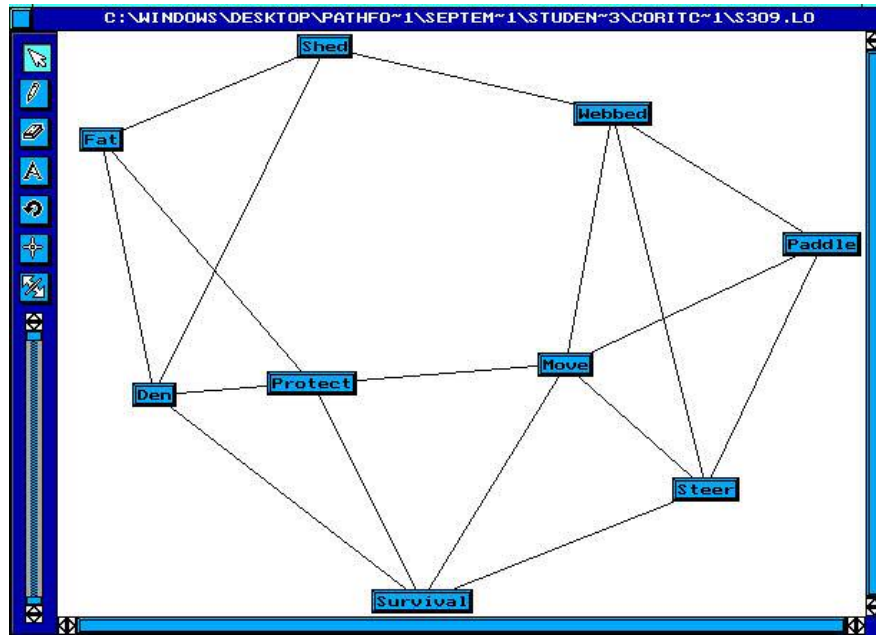 C:\WINDOWS\DESKTOP\PATHFO~1\SEPTEM~1\STUDEN~3\CORITC~1\S309.LO
Shed
Webbed
Fat
A
Paddle
Move
Protect
Den
Steer
Survival